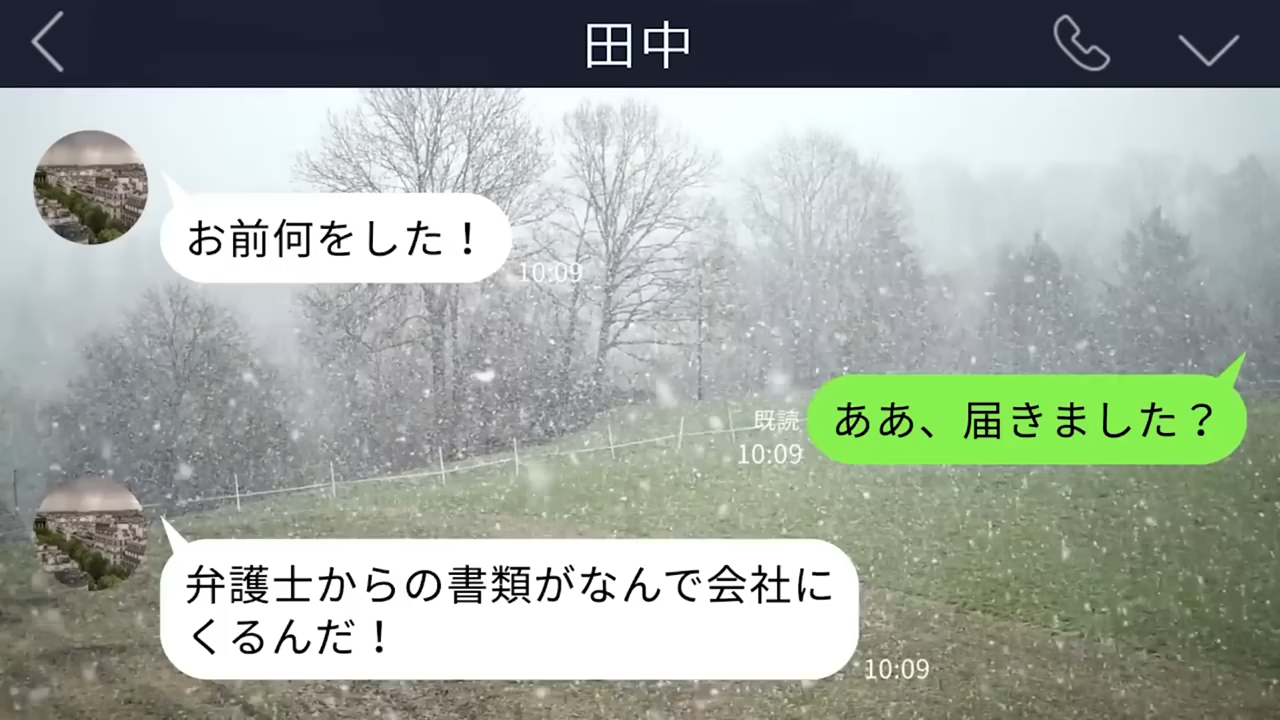 田中
お前何をした！
10:09
ああ、届きました？
既読
10:09
弁護士からの書類がなんで会社に
くるんだ！
10:09